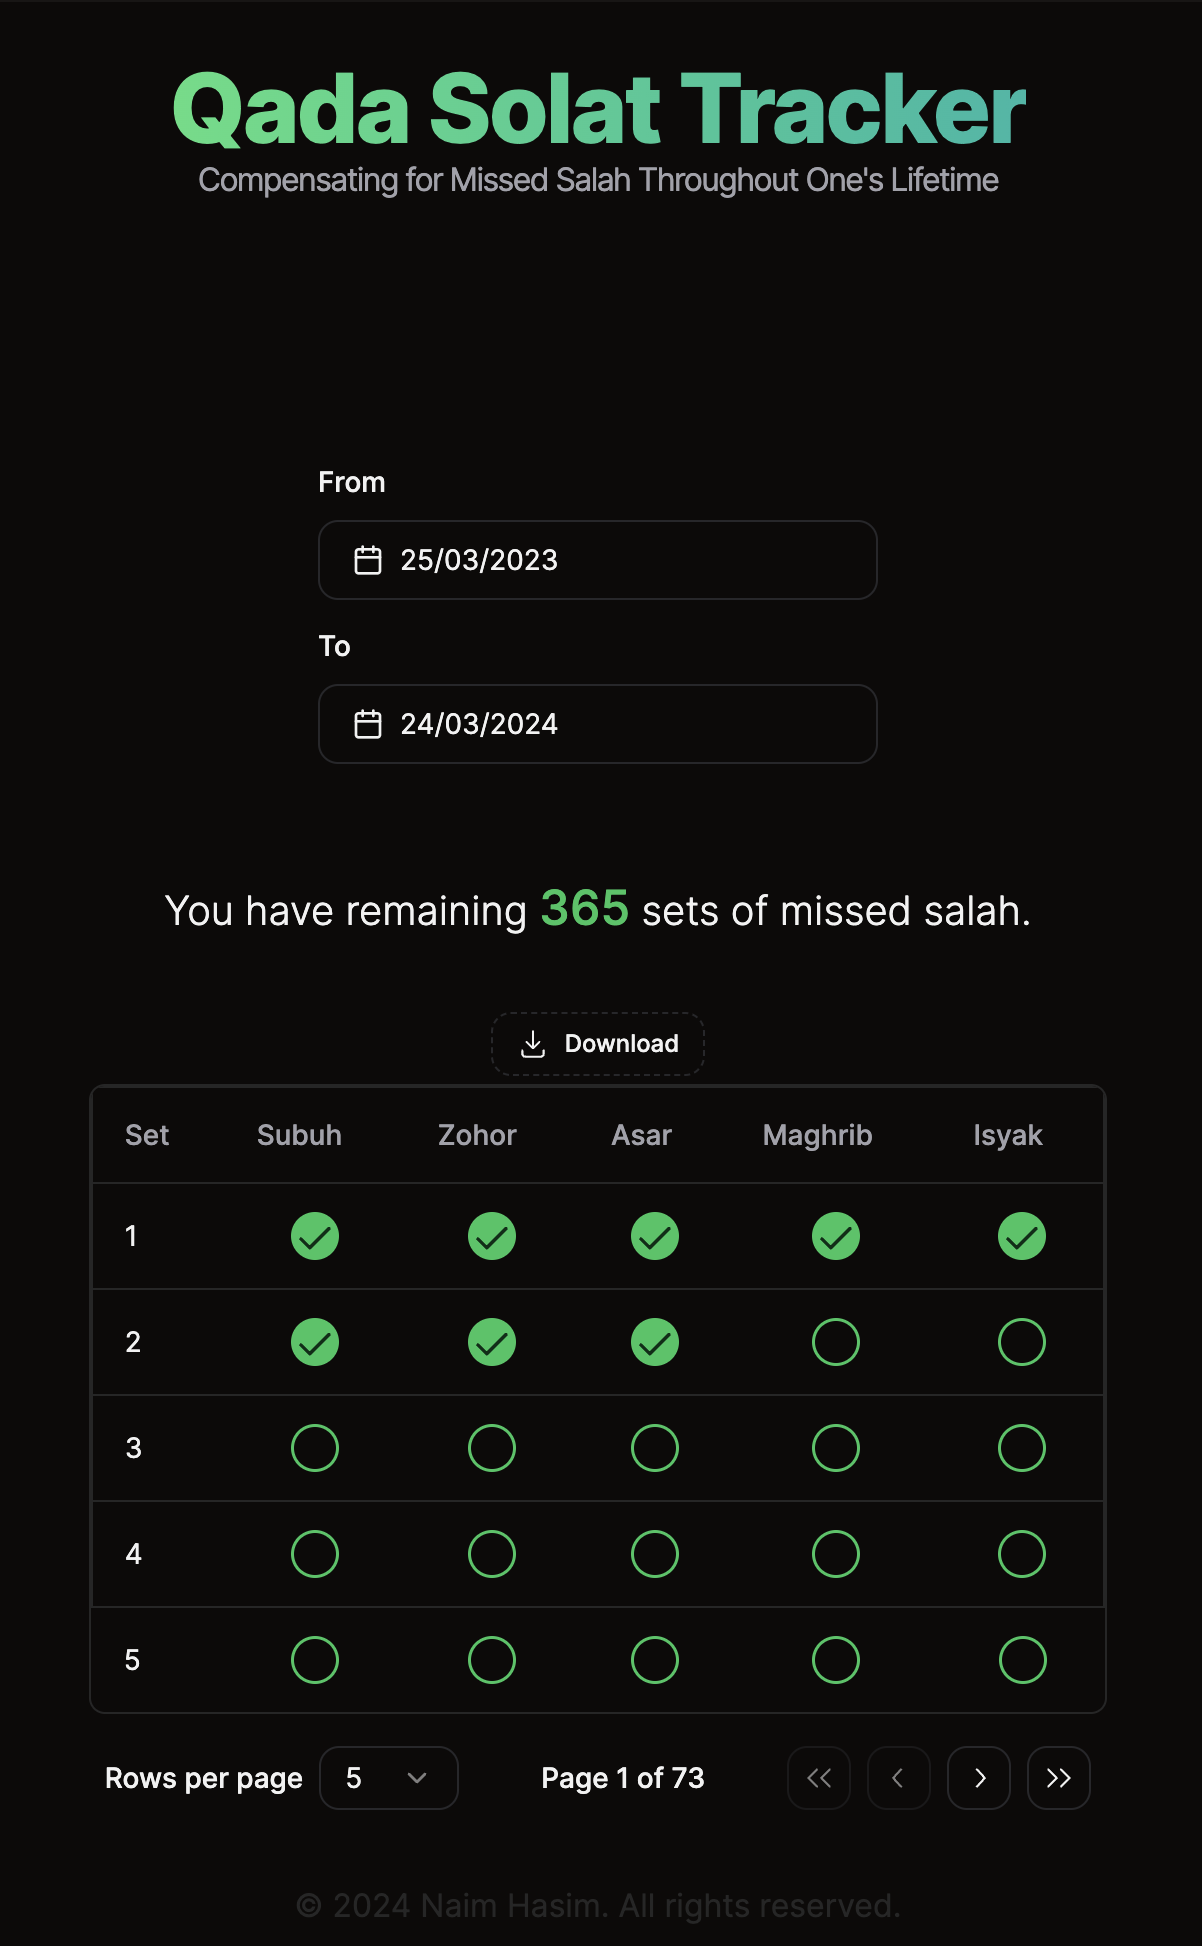 Qada Solat Tracker
Compensating for Missed Salah Throughout One's Lifetime
From
25/03/2023
To
24/03/2024
You have remaining 365 sets of missed salah.
Download
Set Subuh Zohor Asar Maghrib Isyak
1
2
3
4
5
Rows per page 5 Page 1 of 73
© 2024 Naim Hasim. All rights reserved.